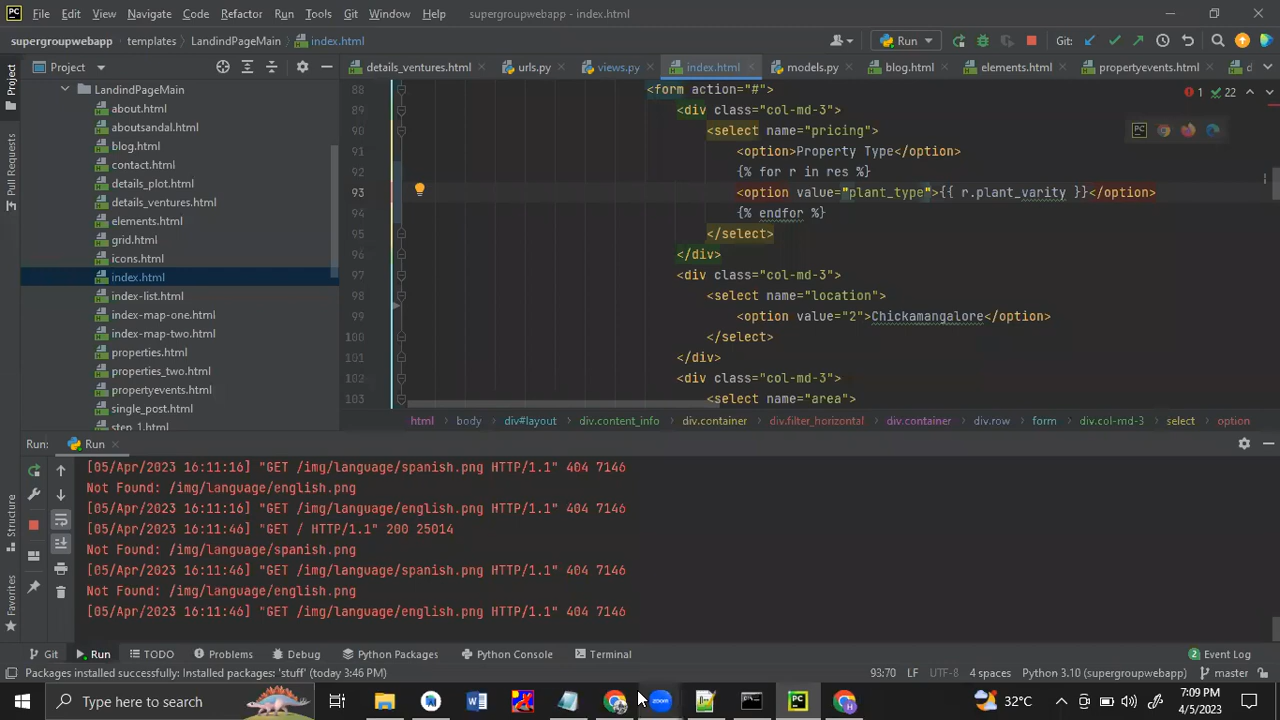 File Edit View Navigate Code Refactor Run Tools Git Window Help supergroupwebapp - index.html
supergroupwebapp templates LandindPageMain index.html Run Git:
Project details_ventures.html urls.py views.py index.html models.py blog.html elements.html propertyevents.html d
Project
Pull Requests
Structure
Favorites
LandindPageMain
about.html
aboutsandal.html
blog.html
contact.html
details_plot.html
details_ventures.html
elements.html
grid.html
icons.html
index.html
index-list.html
index-map-one.html
index-map-two.html
properties.html
properties_two.html
propertyevents.html
single_post.html
step_1.html
1 22
88 <form action="#">
89 <div class="col-md-3">
90 <select name="pricing">
91 <option>Property Type</option>
92 {% for r in res %}
93 <option value="plant_type">{{ r.plant_varity }}</option>
94 {% endfor %}
95 </select>
96 </div>
97 <div class="col-md-3">
98 <select name="location">
99 <option value="2">Chickamangalore</option>
100 </select>
101 </div>
102 <div class="col-md-3">
103 <select name="area">
html body div#layout div.content_info div.container div.filter_horizontal div.container div.row form div.col-md-3 select option
Run: Run
[05/Apr/2023 16:11:16] "GET /img/language/spanish.png HTTP/1.1" 404 7146
Not Found: /img/language/english.png
[05/Apr/2023 16:11:16] "GET /img/language/english.png HTTP/1.1" 404 7146
[05/Apr/2023 16:11:46] "GET / HTTP/1.1" 200 25014
Not Found: /img/language/spanish.png
[05/Apr/2023 16:11:46] "GET /img/language/spanish.png HTTP/1.1" 404 7146
Not Found: /img/language/english.png
[05/Apr/2023 16:11:46] "GET /img/language/english.png HTTP/1.1" 404 7146
Git Run TODO Problems Debug Python Packages Python Console Terminal 2 Event Log
Packages installed successfully: Installed packages: 'stuff' (today 3:46 PM) 93:70 LF UTF-8 4 spaces Python 3.10 (supergroupwebapp) master
Type here to search zoom 32°C 7:09 PM
4/5/2023